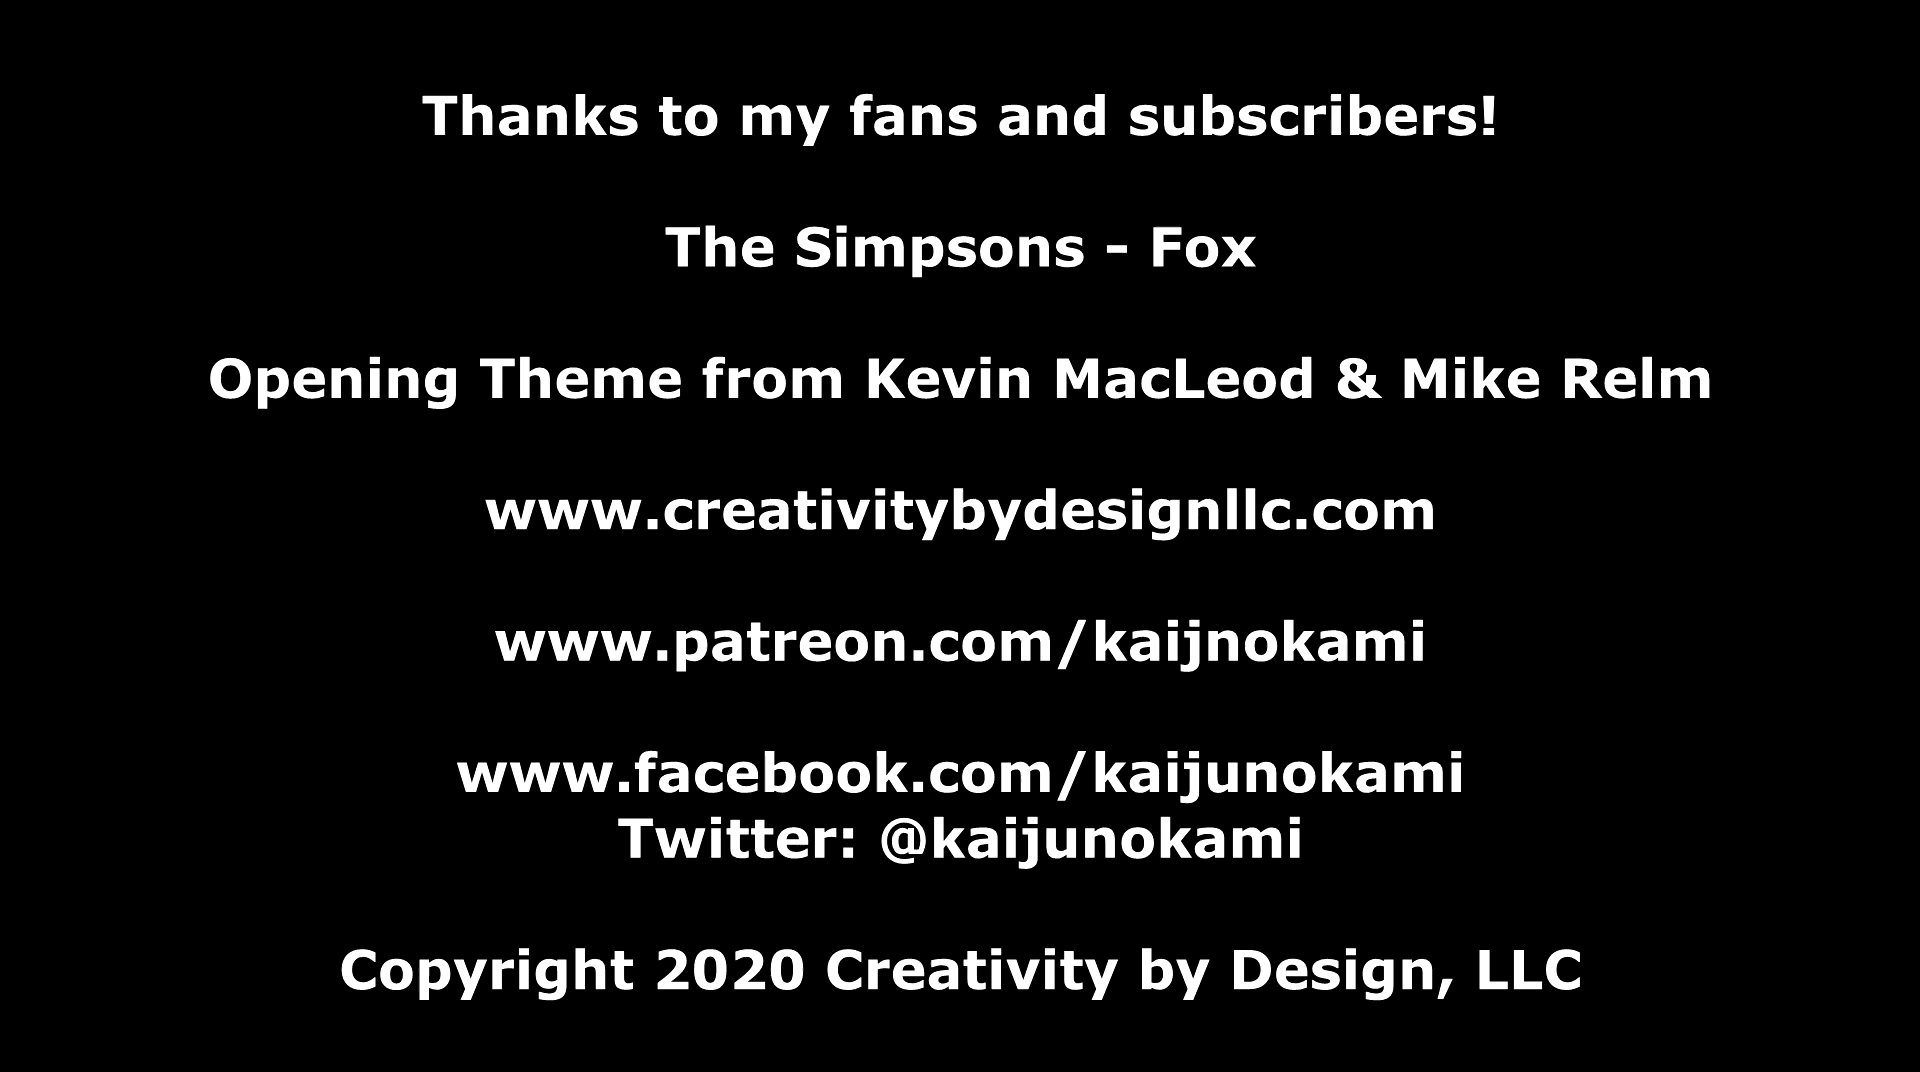 Thanks to my fans and subscribers!
The Simpsons - Fox
Opening Theme from Kevin MacLeod & Mike Relm
www.creativitybydesignllc.com
www.patreon.com/kaijnokami
www.facebook.com/kaijunokami
Twitter: @kaijunokami
Copyright 2020 Creativity by Design, LLC